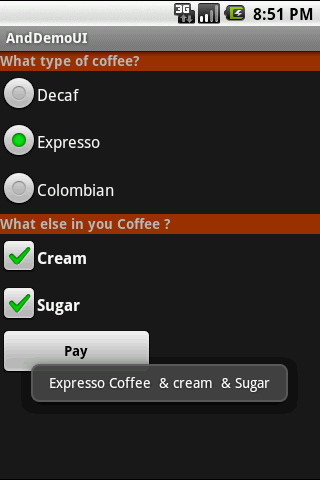 3G 8:51 PM
AndDemoUI
What type of coffee?
Decaf
Expresso
Colombian
What else in you Coffee ?
Cream
Sugar
Pay
Expresso Coffee & cream & Sugar